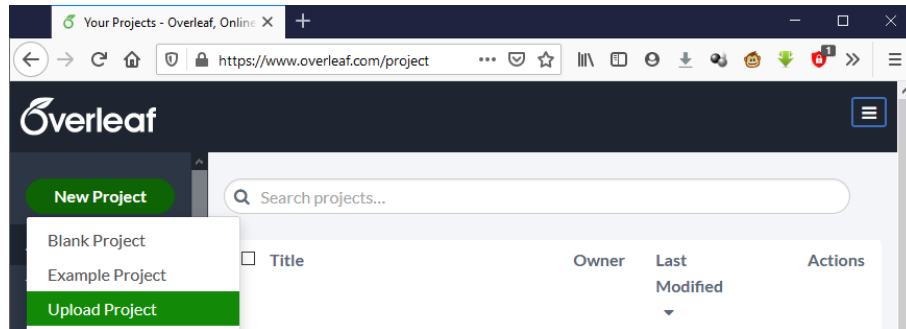 Your Projects - Overleaf, Online
https://www.overleaf.com/project
1
Overleaf
New Project
Search projects...
Blank Project
Example Project
Upload Project
Title
Owner
Last
Modified
Actions